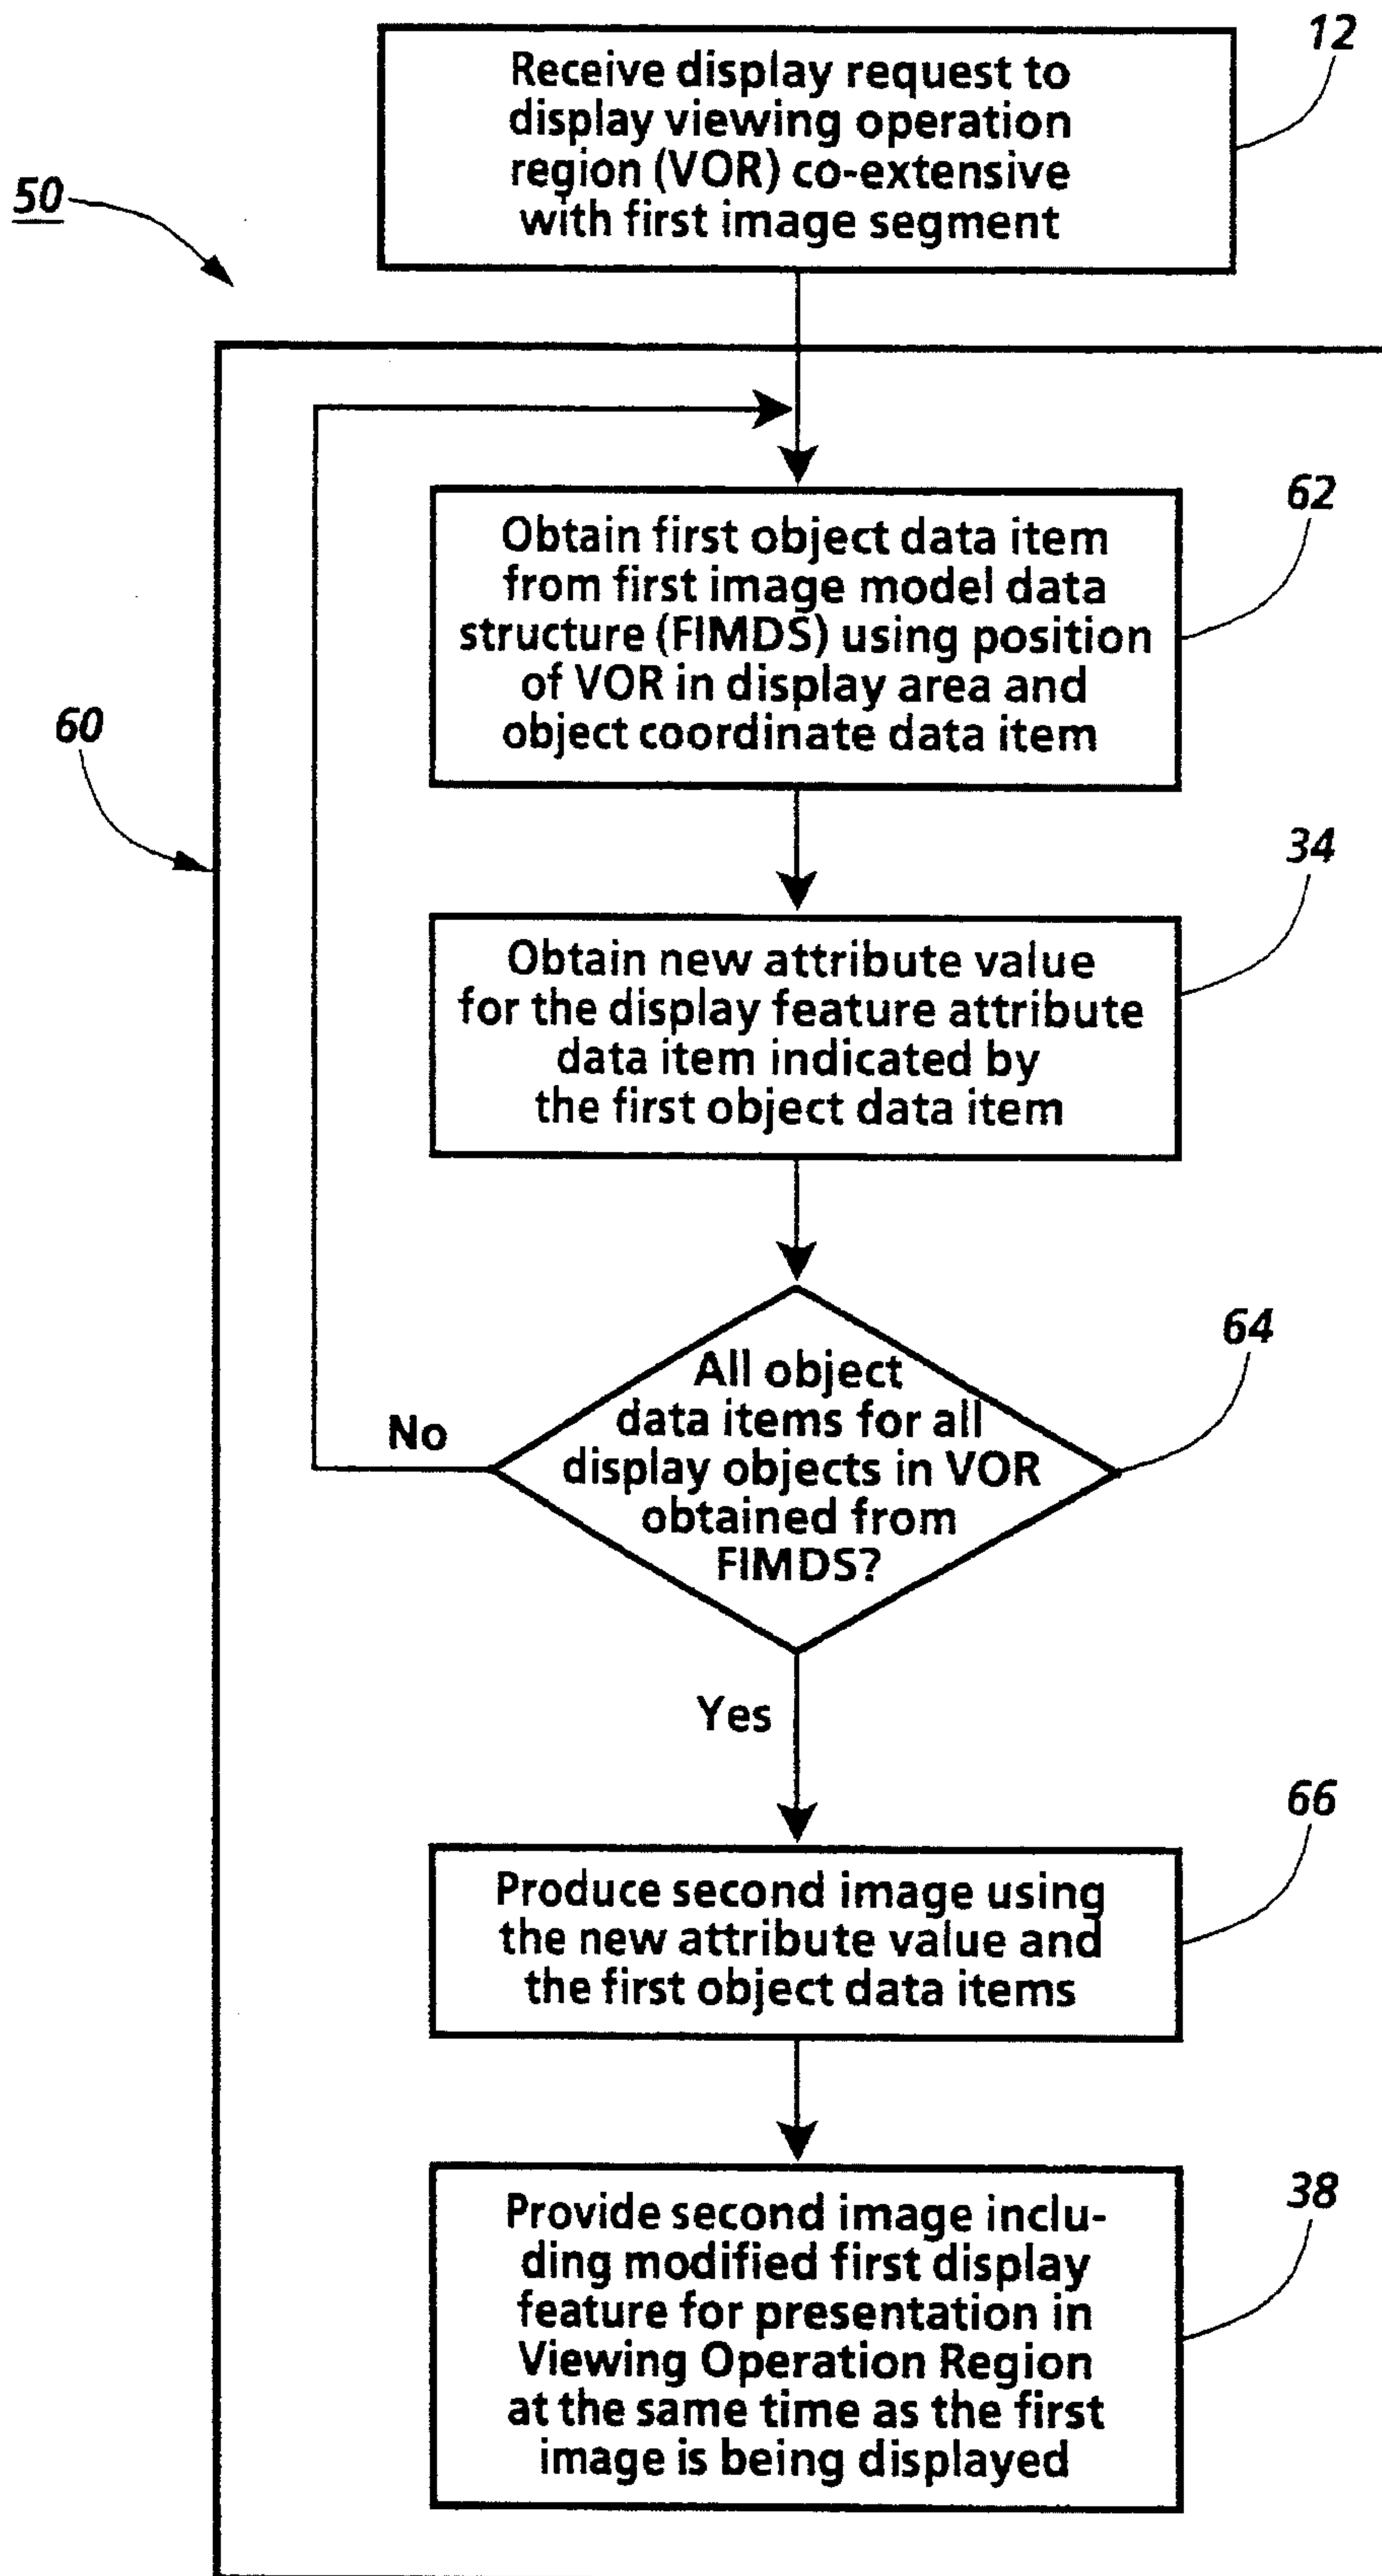 12
Receive display request to
display viewing operation
region (VOR) co-extensive
with first image segment
50
62
Obtain first object data item
from first image model data
structure (FIMDS) using position
of VOR in display area and
object coordinate data item
60
34
Obtain new attribute value
for the display feature attribute
data item indicated by
the first object data item
64
All object
data items for all
display objects in VOR
obtained from
FIMDS?
No
Yes
66
Produce second image using
the new attribute value and
the first object data items
38
Provide second image inclu-
ding modified first display
feature for presentation in
Viewing Operation Region
at the same time as the first
image is being displayed